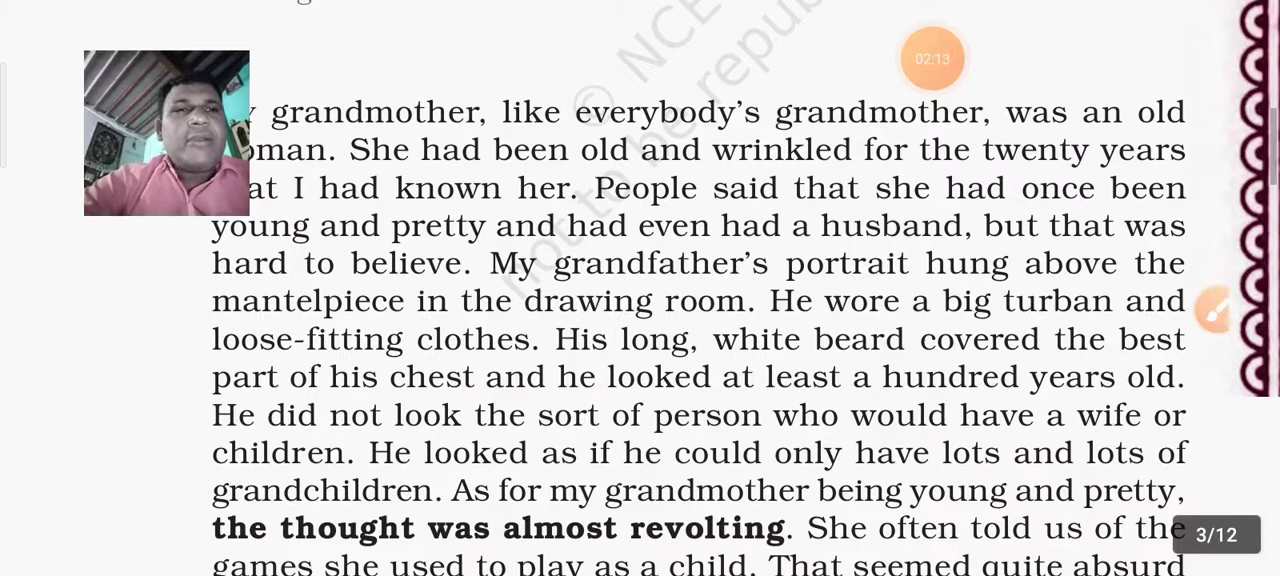 02:13
© NCE
not to be republ
grandmother, like everybody's grandmother, was an old
oman. She had been old and wrinkled for the twenty years
at I had known her. People said that she had once been
young and pretty and had even had a husband, but that was
hard to believe. My grandfather's portrait hung above the
mantelpiece in the drawing room. He wore a big turban and
loose-fitting clothes. His long, white beard covered the best
part of his chest and he looked at least a hundred years old.
He did not look the sort of person who would have a wife or
children. He looked as if he could only have lots and lots of
grandchildren. As for my grandmother being young and pretty,
the thought was almost revolting. She often told us of the
3/12
games she used to play as a child. That seemed quite absurd